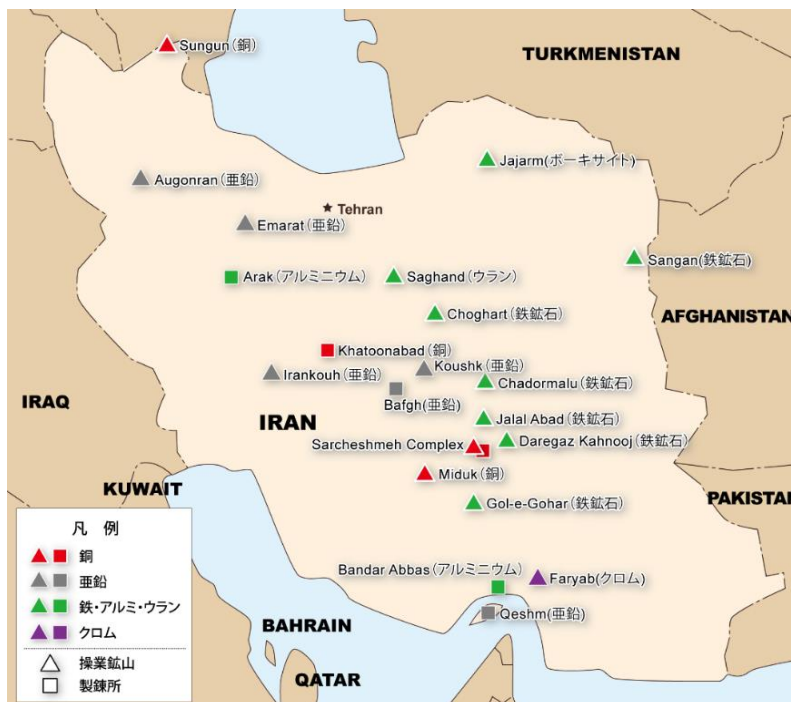 Sungun(銅)
TURKMENISTAN
Jajarm(ボーキサイト)
Augonran(亜鉛)
Tehran
Emarat(亜鉛)
Sangan(鉄鉱石)
Arak(アルミニウム)
Saghand(ウラン)
Choghart(鉄鉱石)
AFGHANISTAN
Khatoonabad(銅)
Koushk(亜鉛)
Irankouh(亜鉛)
Chadormalu(鉄鉱石)
Bafgh(亜鉛)
IRAQ
IRAN
Jalal Abad(鉄鉱石)
Sarcheshmeh Complex
Daregaz Kahnooj(鉄鉱石)
Miduk(銅)
KUWAIT
PAKISTAN
Gol-e-Gohar(鉄鉱石)
凡 例
銅
亜鉛
鉄・アルミ・ウラン
クロム
操業鉱山
製錬所
Bandar Abbas(アルミニウム)
Faryab(クロム)
Qeshm(亜鉛)
BAHRAIN
QATAR